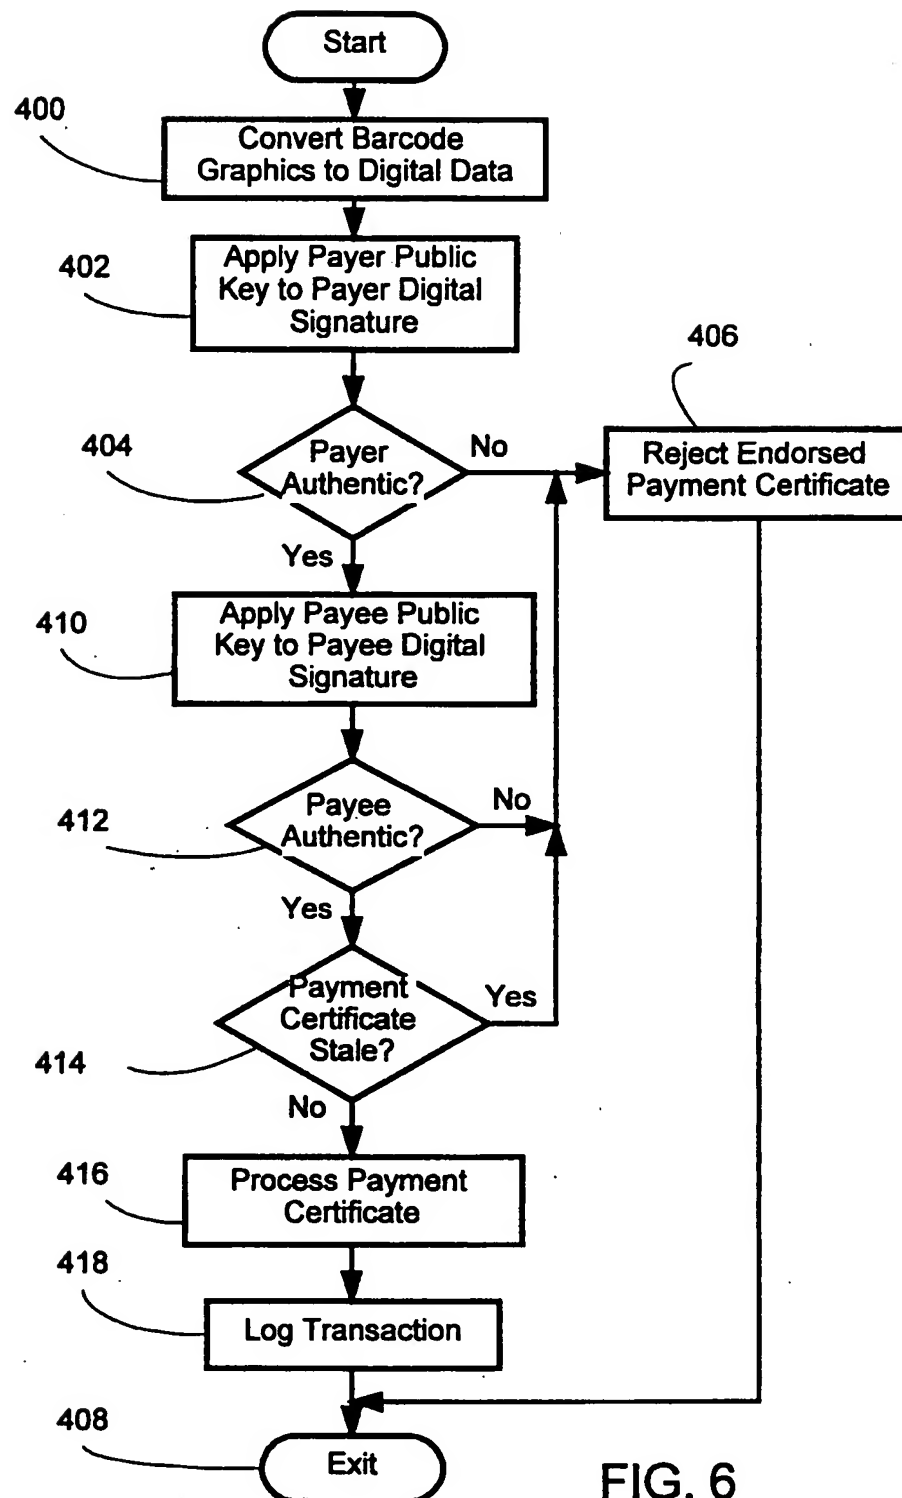 Start
400
Convert Barcode
Graphics to Digital Data
402
Apply Payer Public
Key to Payer Digital
Signature
406
404
Payer
Authentic?
No
Reject Endorsed
Payment Certificate
Yes
410
Apply Payee Public
Key to Payee Digital
Signature
412
Payee
Authentic?
No
Yes
414
Payment
Certificate
Stale?
Yes
No
416
Process Payment
Certificate
418
Log Transaction
408
Exit
FIG. 6